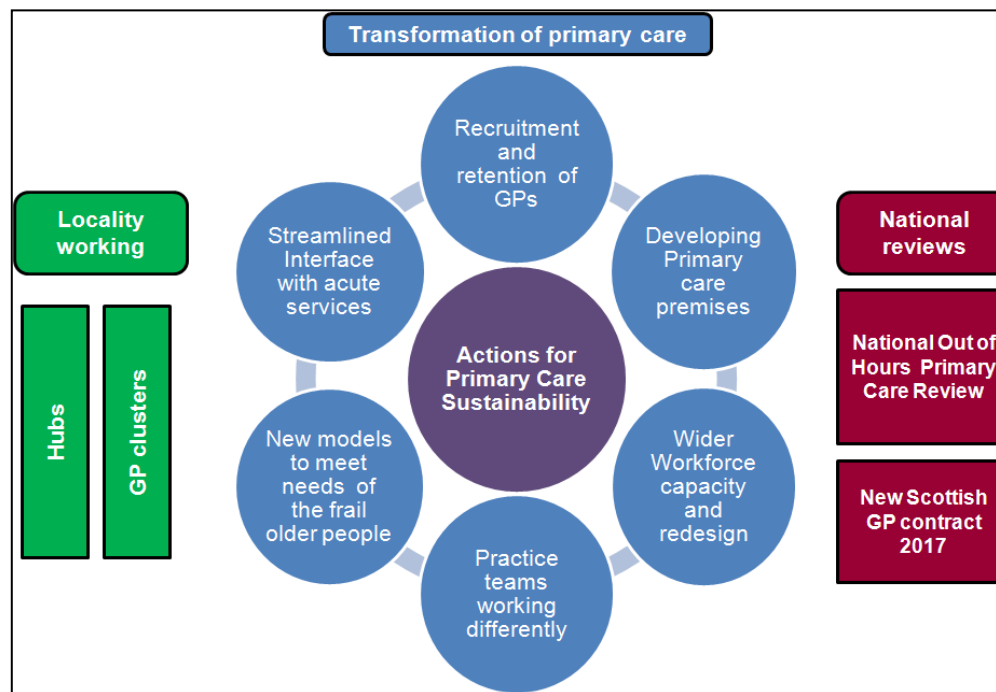 Transformation of primary care
Recruitment
and
retention of
GPs
Locality
working
National
reviews
Streamlined
Interface
with acute
services
Developing
Primary
care
premises
Hubs
GP clusters
Actions for
Primary Care
Sustainability
National Out of
Hours Primary
Care Review
New models
to meet
needs of
the frail
older people
Wider
Workforce
capacity
and
redesign
New Scottish
GP contract
2017
Practice
teams
working
differently